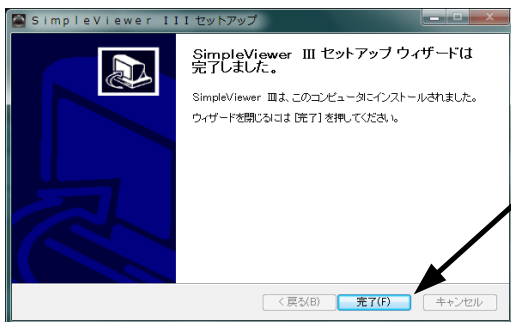 SimpleViewer III セットアップ
SimpleViewer Ⅲ セットアップ ウィザードは
完了しました。
SimpleViewer Ⅲは、このコンピュータにインストールされました。
ウィザードを閉じるには [完了] を押してください。
< 戻る(B) 完了(F) キャンセル